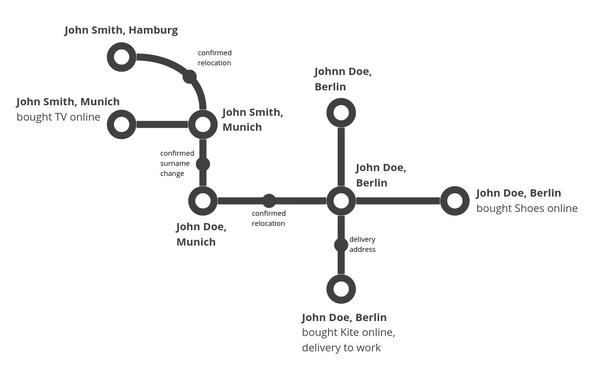 John Smith, Hamburg
confirmed
relocation
Johnn Doe,
Berlin
John Smith, Munich
bought TV online
John Smith,
Munich
confirmed
surname
change
John Doe,
Berlin
John Doe, Berlin
bought Shoes online
confirmed
relocation
John Doe,
Munich
delivery
address
John Doe, Berlin
bought Kite online,
delivery to work